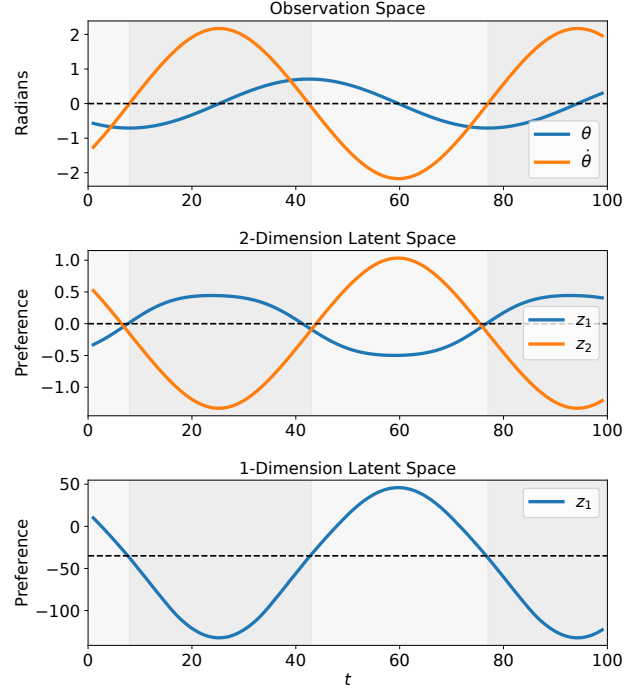 Observation Space
Radians
2
1
0
−1
−2
θ
θ̇
0 20 40 60 80 100
2-Dimension Latent Space
Preference
1.0
0.5
0.0
−0.5
−1.0
z₁
z₂
0 20 40 60 80 100
1-Dimension Latent Space
Preference
50
0
−50
−100
z₁
0 20 40 60 80 100
t